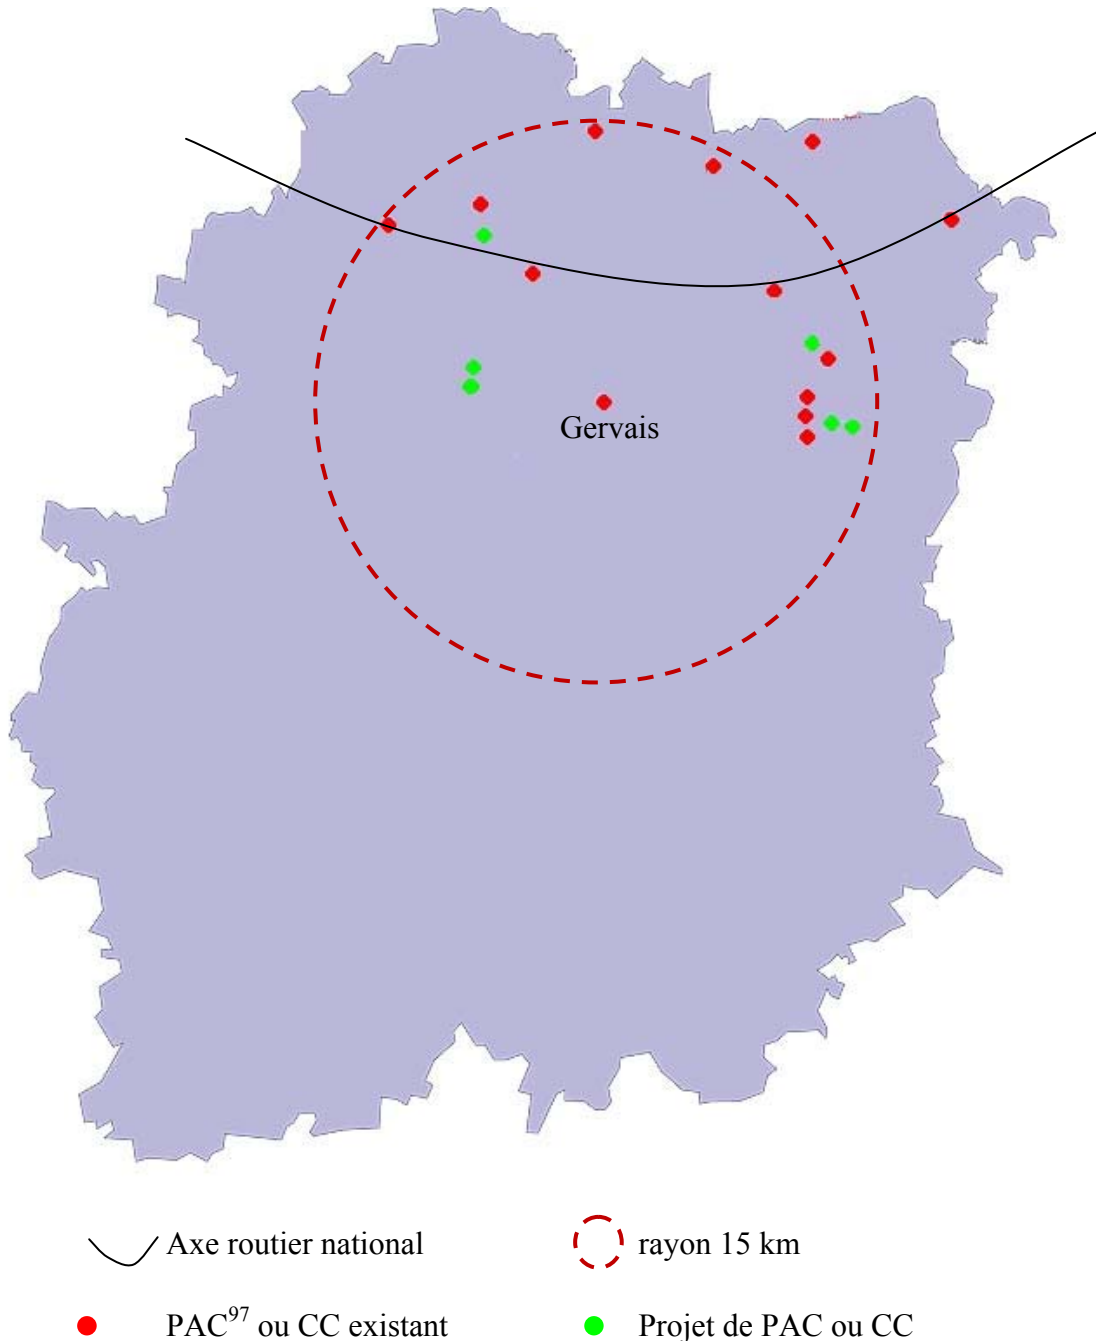 Gervais
Axe routier national
rayon 15 km
PAC97 ou CC existant
Projet de PAC ou CC